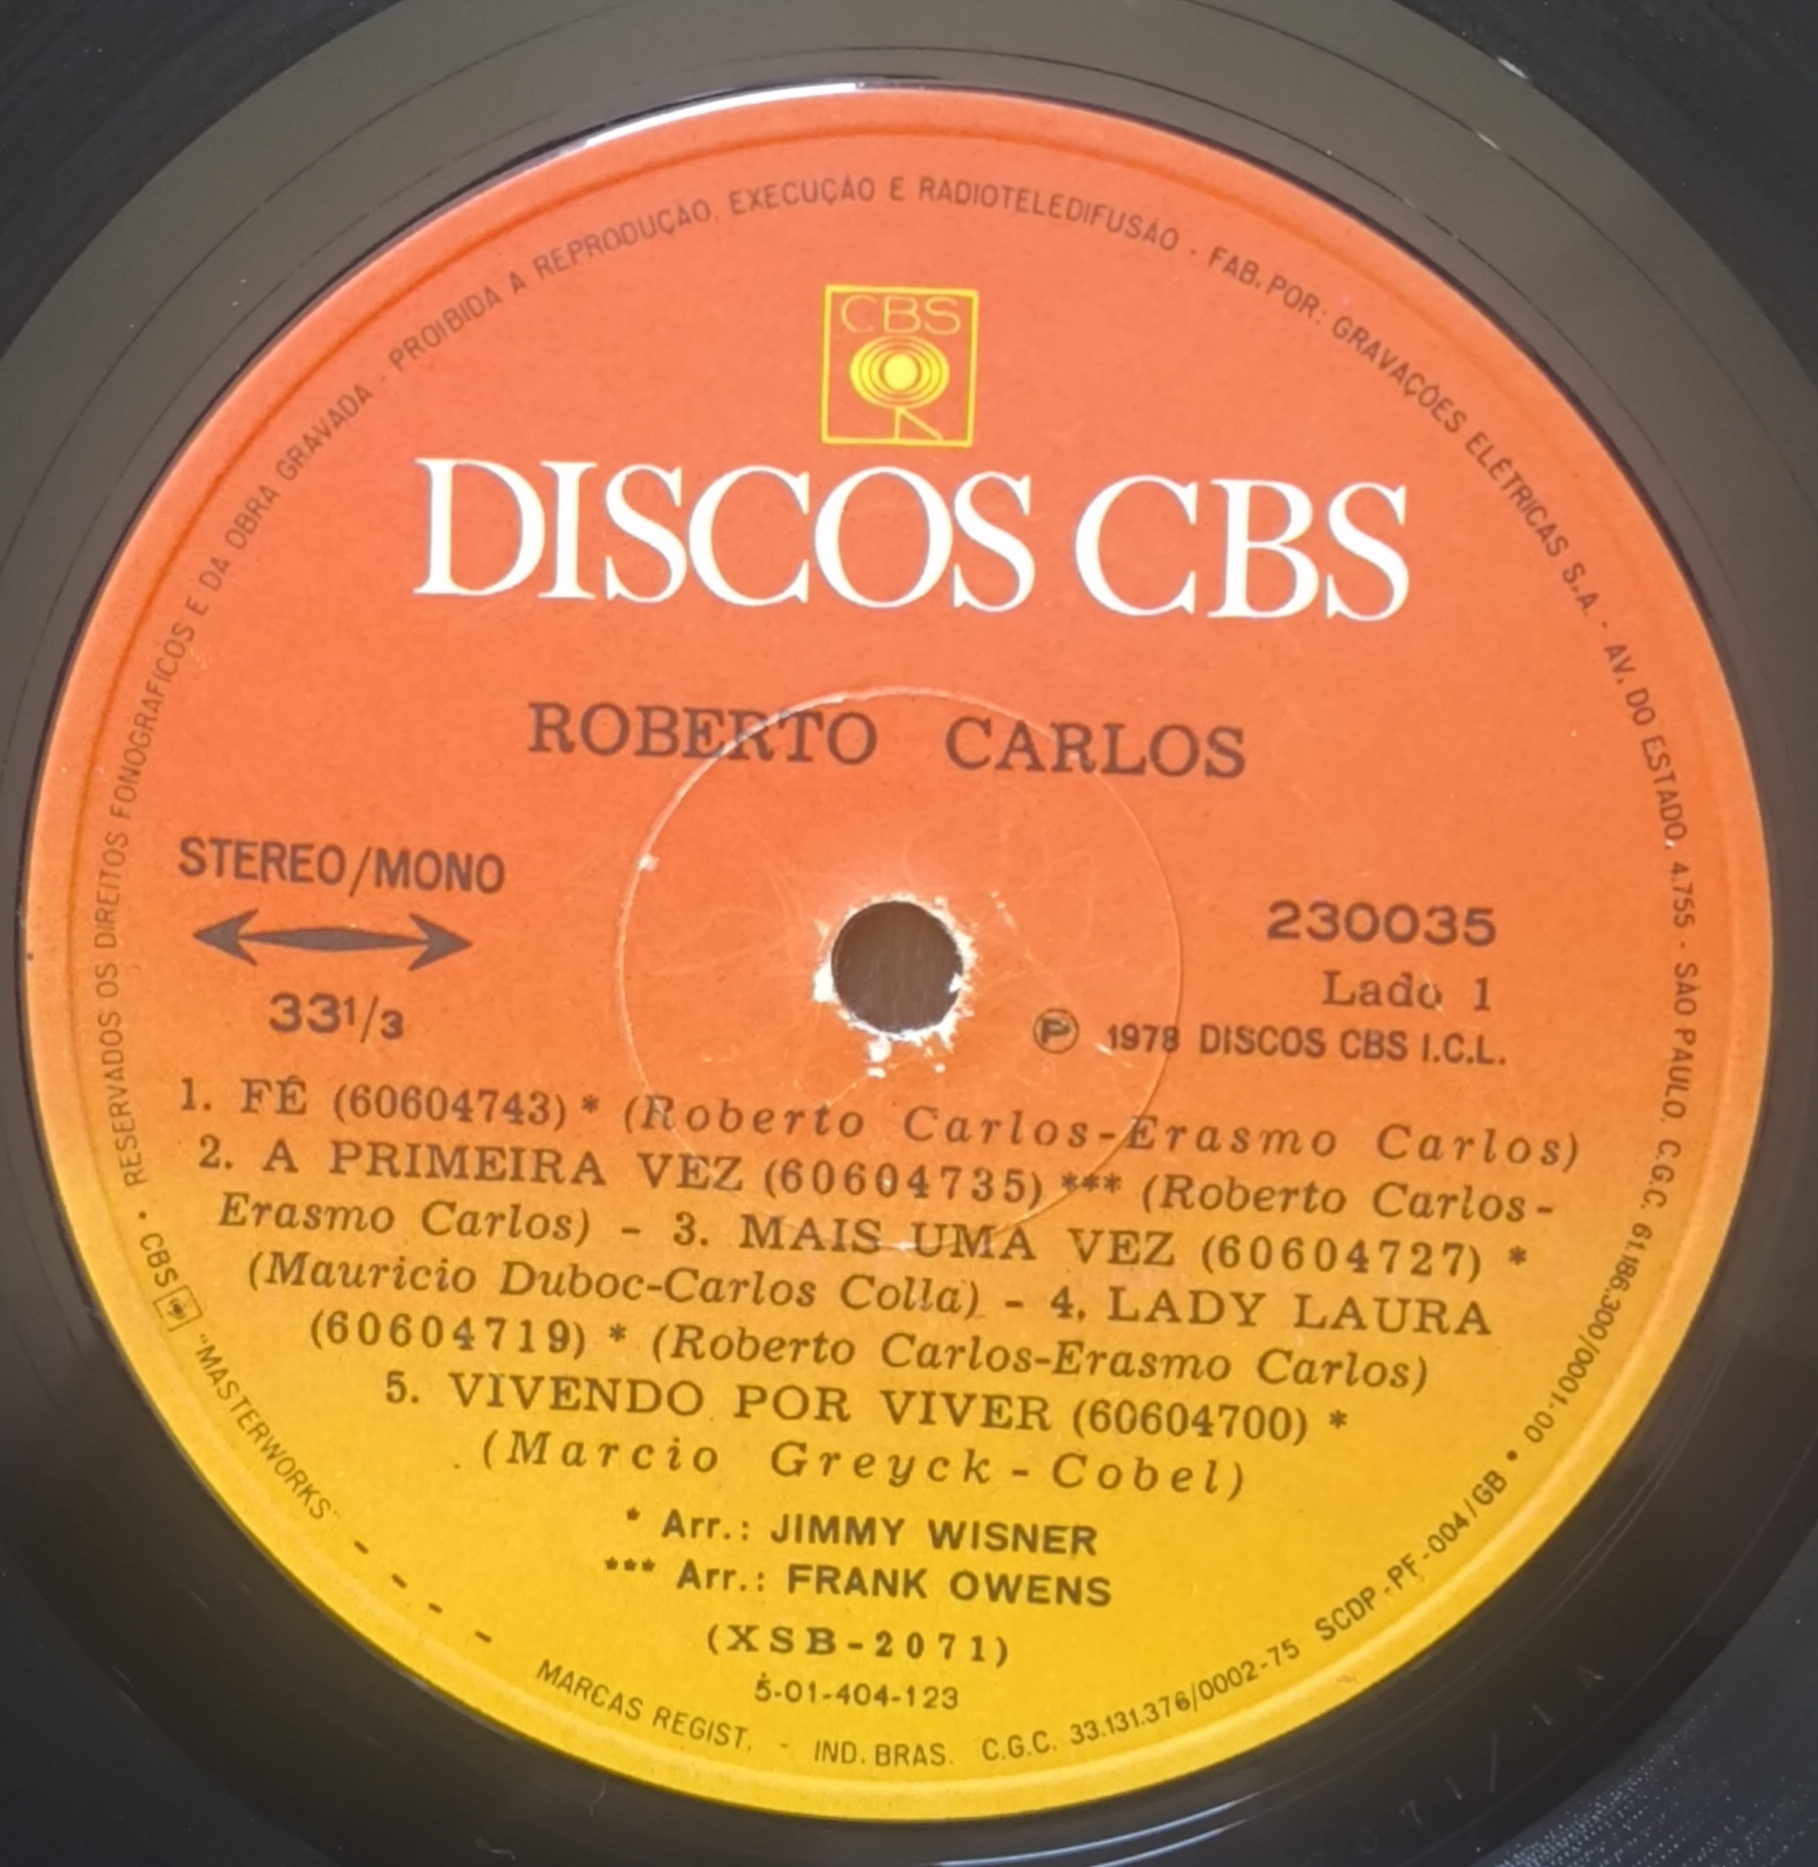 RESERVADOS OS DIREITOS FONOGRAFICOS E DA OBRA GRAVADA - PROIBIDA A REPRODUÇÃO, EXECUÇÃO E RADIOTELEDIFUSÃO - FAB. POR: GRAVAÇÕES ELÉTRICAS S.A. - AV. DO ESTADO, 4.755 - SÃO PAULO. C.G.C. 61.186.300/0001-00 •
CBS
DISCOS CBS
ROBERTO CARLOS
STEREO/MONO
33 1/3
230035
Lado 1
Ⓟ 1978 DISCOS CBS I.C.L.
1. FÉ (60604743) * (Roberto Carlos-Erasmo Carlos)
2. A PRIMEIRA VEZ (60604735) *** (Roberto Carlos-
Erasmo Carlos) - 3. MAIS UMA VEZ (60604727) *
(Mauricio Duboc-Carlos Colla) - 4. LADY LAURA
(60604719) * (Roberto Carlos-Erasmo Carlos)
5. VIVENDO POR VIVER (60604700) *
(Marcio Greyck-Cobel)
* Arr.: JIMMY WISNER
*** Arr.: FRANK OWENS
(XSB-2071)
5-01-404-123
• CBS "MASTERWORKS" - - - - MARCAS REGIST. - IND. BRAS. C.G.C. 33.131.376/0002-75 SCDP-PF-004/GB